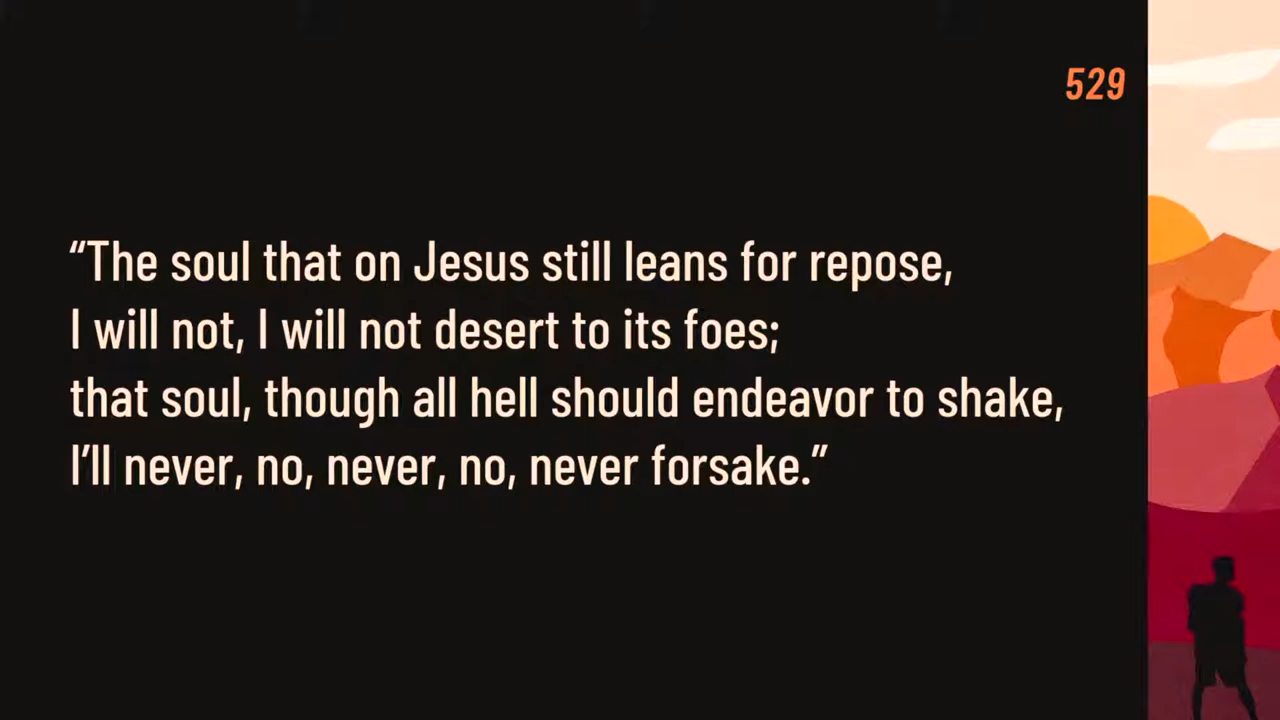 529
“The soul that on Jesus still leans for repose,
I will not, I will not desert to its foes;
that soul, though all hell should endeavor to shake,
I’ll never, no, never, no, never forsake.”